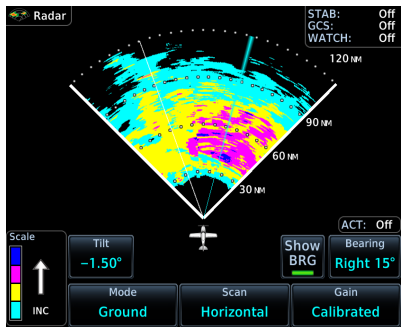 Radar
STAB: Off
GCS: Off
WATCH: Off
120 NM
90 NM
60 NM
30 NM
ACT: Off
Scale
INC
Tilt
−1.50°
Show
BRG
Bearing
Right 15°
Mode
Ground
Scan
Horizontal
Gain
Calibrated